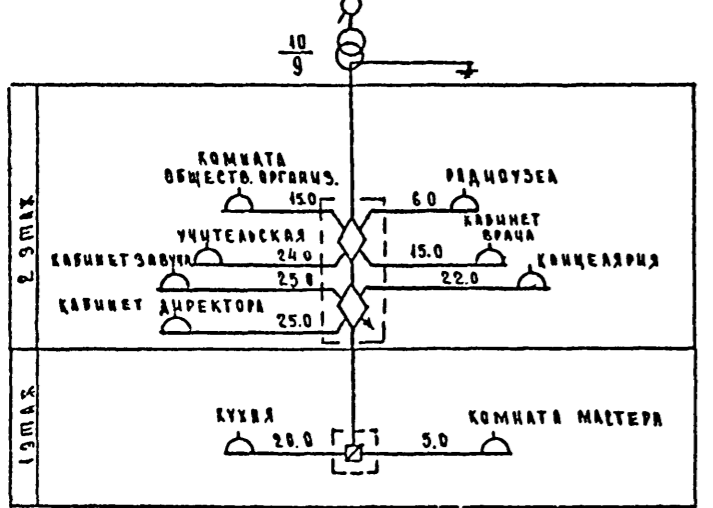 10
9
2 ЭТАЖ
КОМНАТА
ОБЩЕСТВ. ОРГАНИЗ.
15.0
6.0
РАДИОУЗЕЛ
УЧИТЕЛЬСКАЯ
24.0
15.0
КАБИНЕТ
ВРАЧА
КАБИНЕТ ЗАВУЧА
25.0
22.0
КАНЦЕЛЯРИЯ
КАБИНЕТ ДИРЕКТОРА
25.0
1 ЭТАЖ
КУХНЯ
20.0
5.0
КОМНАТА МАСТЕРА